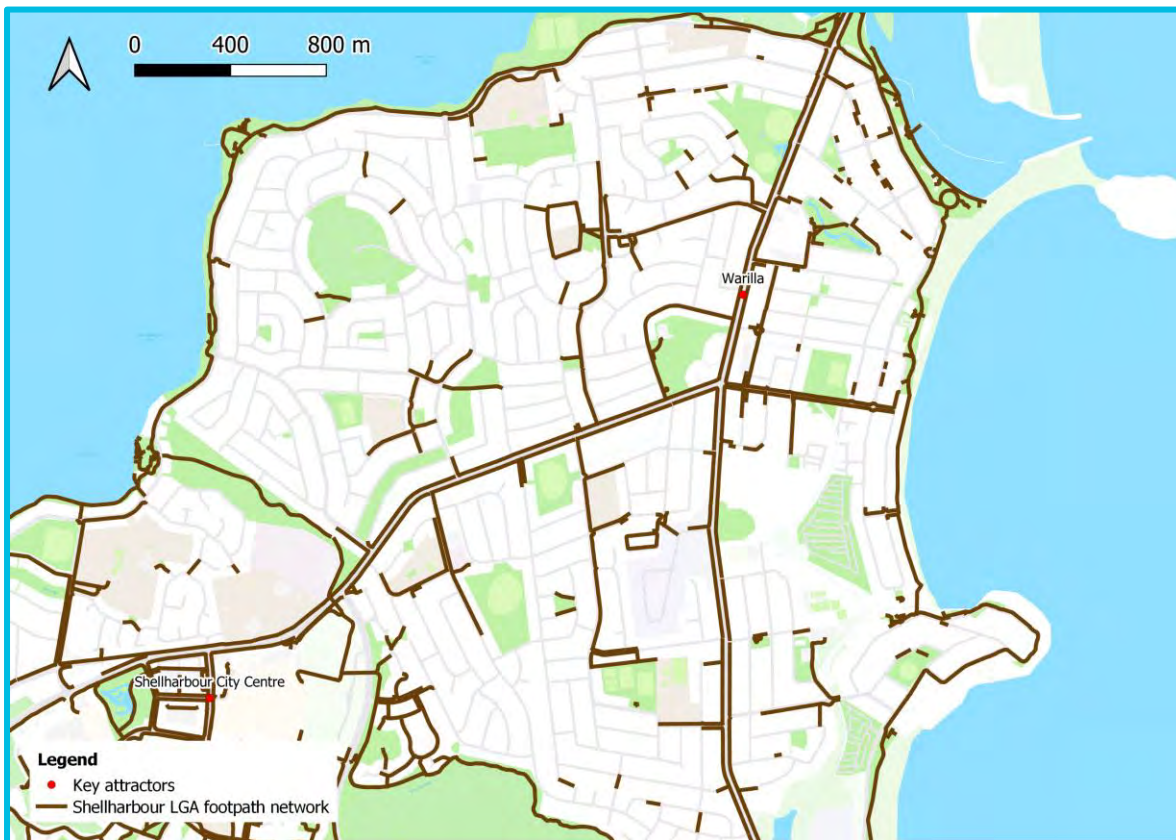 0 400 800 m
Warilla
Shellharbour City Centre
Legend
Key attractors
Shellharbour LGA footpath network